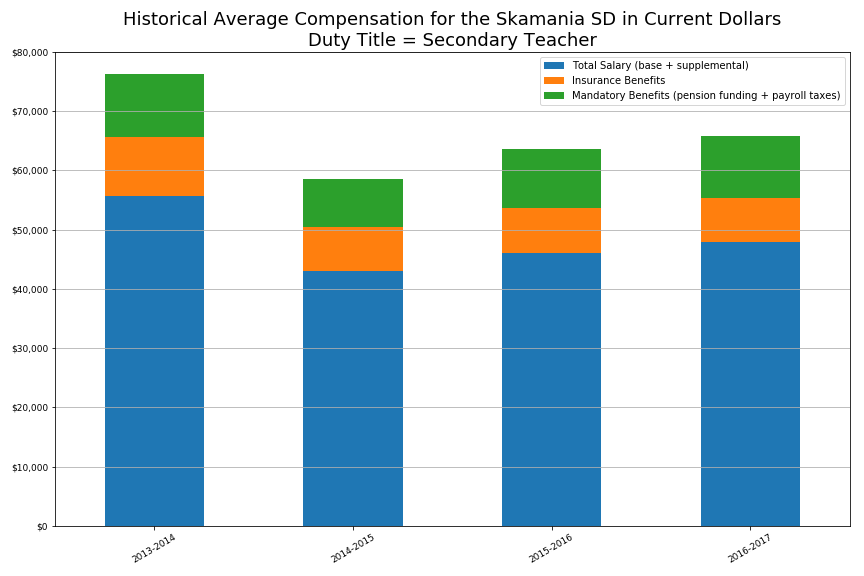 Historical Average Compensation for the Skamania SD in Current Dollars
Duty Title = Secondary Teacher
$80,000
$70,000
$60,000
$50,000
$40,000
$30,000
$20,000
$10,000
$0
Total Salary (base + supplemental)
Insurance Benefits
Mandatory Benefits (pension funding + payroll taxes)
2013-2014
2014-2015
2015-2016
2016-2017